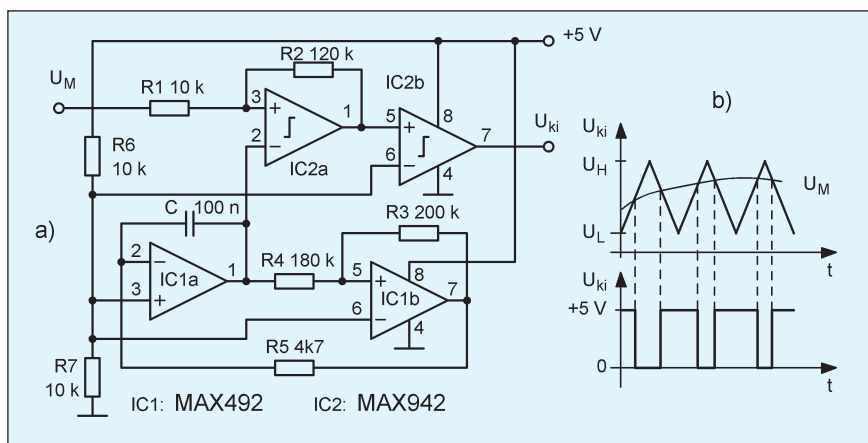 +5 V
R2 120 k
IC2b
U_M
R1 10 k
3
+
1
5
+
8
b)
U_ki
2
−
7
U_ki
R6
10 k
IC2a
6
−
4
U_H
U_M
C 100 n
R3 200 k
a)
U_L
t
2
−
1
R4 180 k
5
+
8
U_ki
3
+
IC1a
IC1b
7
+5 V
6
−
4
R7
10 k
R5 4k7
0
t
IC1: MAX492 IC2: MAX942